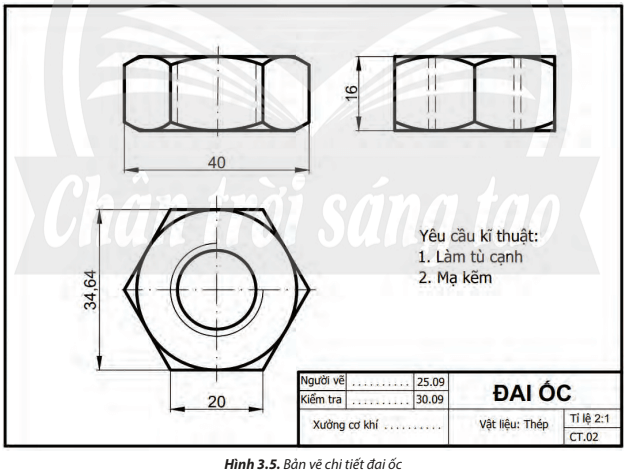 40
16
Chân trời sáng tạo
34,64
20
Yêu cầu kĩ thuật:
1. Làm tù cạnh
2. Mạ kẽm
Người vẽ .......... 25.09
Kiểm tra .......... 30.09
ĐAI ỐC
Xưởng cơ khí ..........
Vật liệu: Thép
Tỉ lệ 2:1
CT.02
Hình 3.5. Bản vẽ chi tiết đai ốc